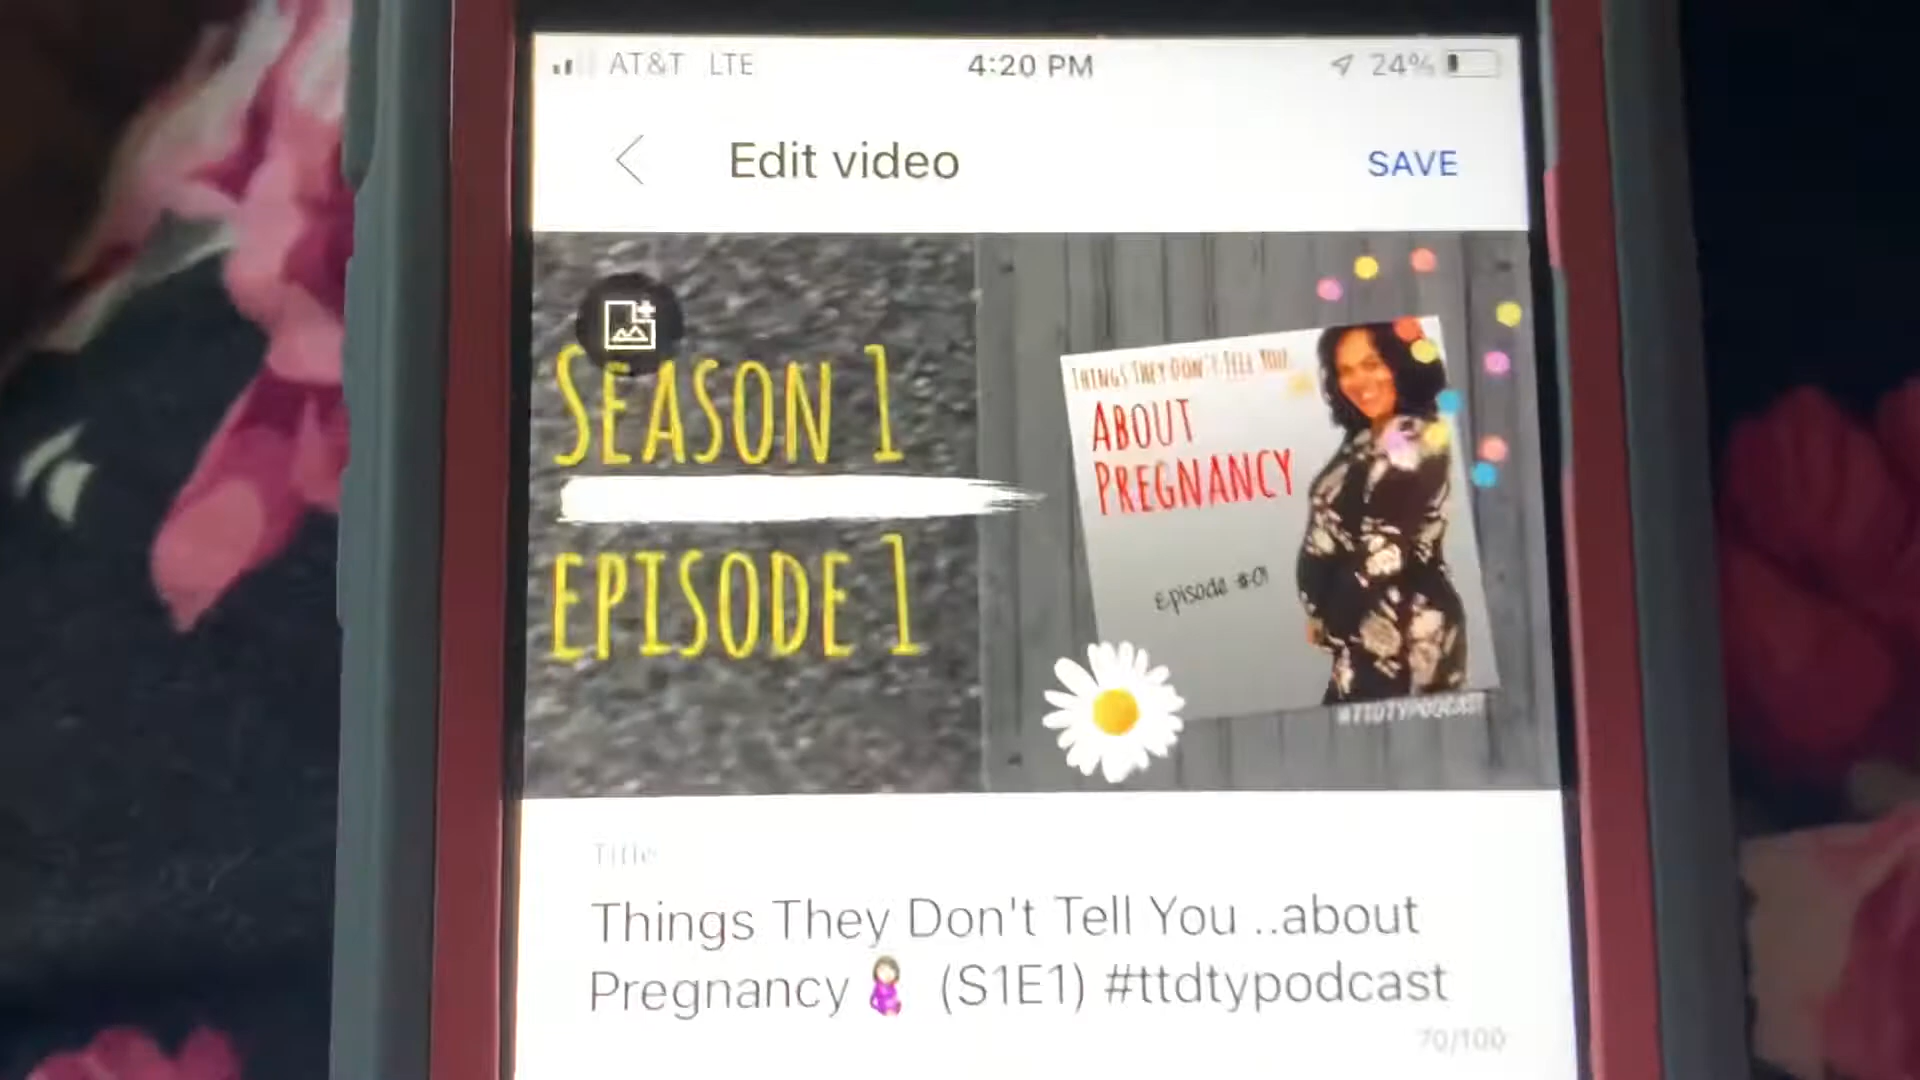 AT&T LTE 4:20 PM 24%
Edit video SAVE
SEASON 1
EPISODE 1
THINGS THEY DON'T TELL YOU
ABOUT
PREGNANCY
Episode #01
#TTDTYPODCAST
Title
Things They Don't Tell You ..about
Pregnancy🤰 (S1E1) #ttdtypodcast
70/100